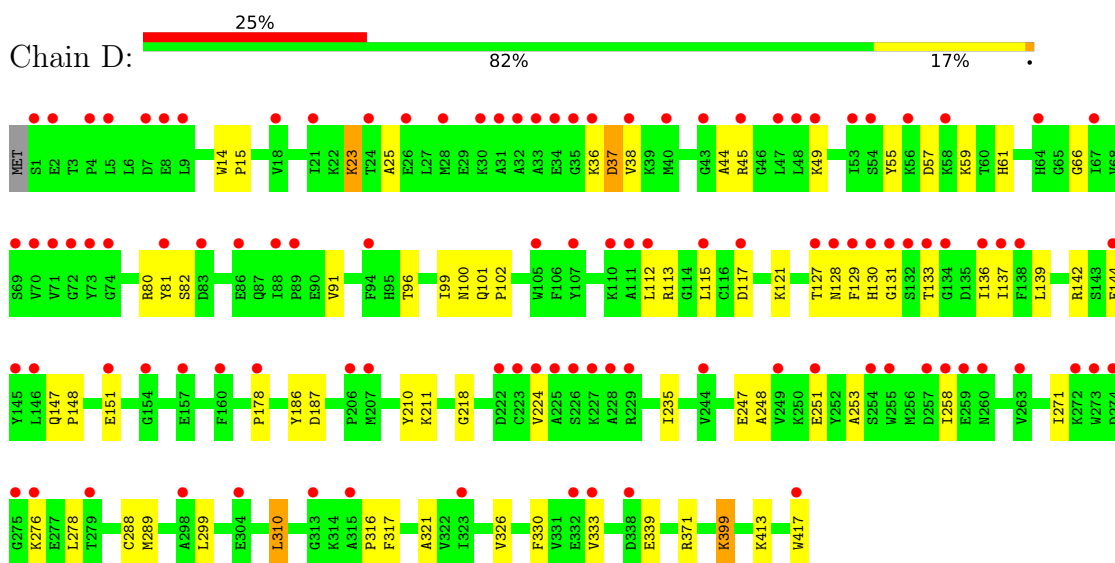 25%
Chain D:
82% 17% •
MET S1 E2 T3 P4 L5 L6 D7 E8 L9 W14 P15 V18 I21 K22 K23 T24 A25 E26 L27 M28 E29 K30 A31 A32 A33 E34 G35 K36 D37 V38 K39 M40 G43 A44 R45 G46 L47 L48 K49 I53 S54 Y55 K56 D57 K58 K59 T60 H61 H64 G65 G66 I67 V68
S69 V70 V71 G72 Y73 G74 R80 Y81 S82 D83 E86 Q87 I88 P89 E90 V91 F94 H95 T96 I99 N100 Q101 P102 W105 F106 Y107 K110 A111 L112 R113 G114 L115 C116 D117 K121 T127 N128 F129 H130 G131 S132 T133 G134 D135 I136 I137 F138 L139 R142 S143 E144
Y145 L146 Q147 P148 E151 G154 E157 F160 P178 Y186 D187 P206 M207 Y210 K211 G218 D222 C223 V224 A225 S226 K227 A228 R229 I235 V244 E247 A248 V249 K250 E251 Y252 A253 S254 W255 M256 D257 I258 E259 N260 V263 I271 K272 W273 D274
G275 K276 E277 L278 T279 C288 M289 A298 L299 E304 L310 G313 K314 A315 P316 F317 A321 V322 I323 V326 F330 V331 E332 V333 D338 E339 R371 K399 K413 W417